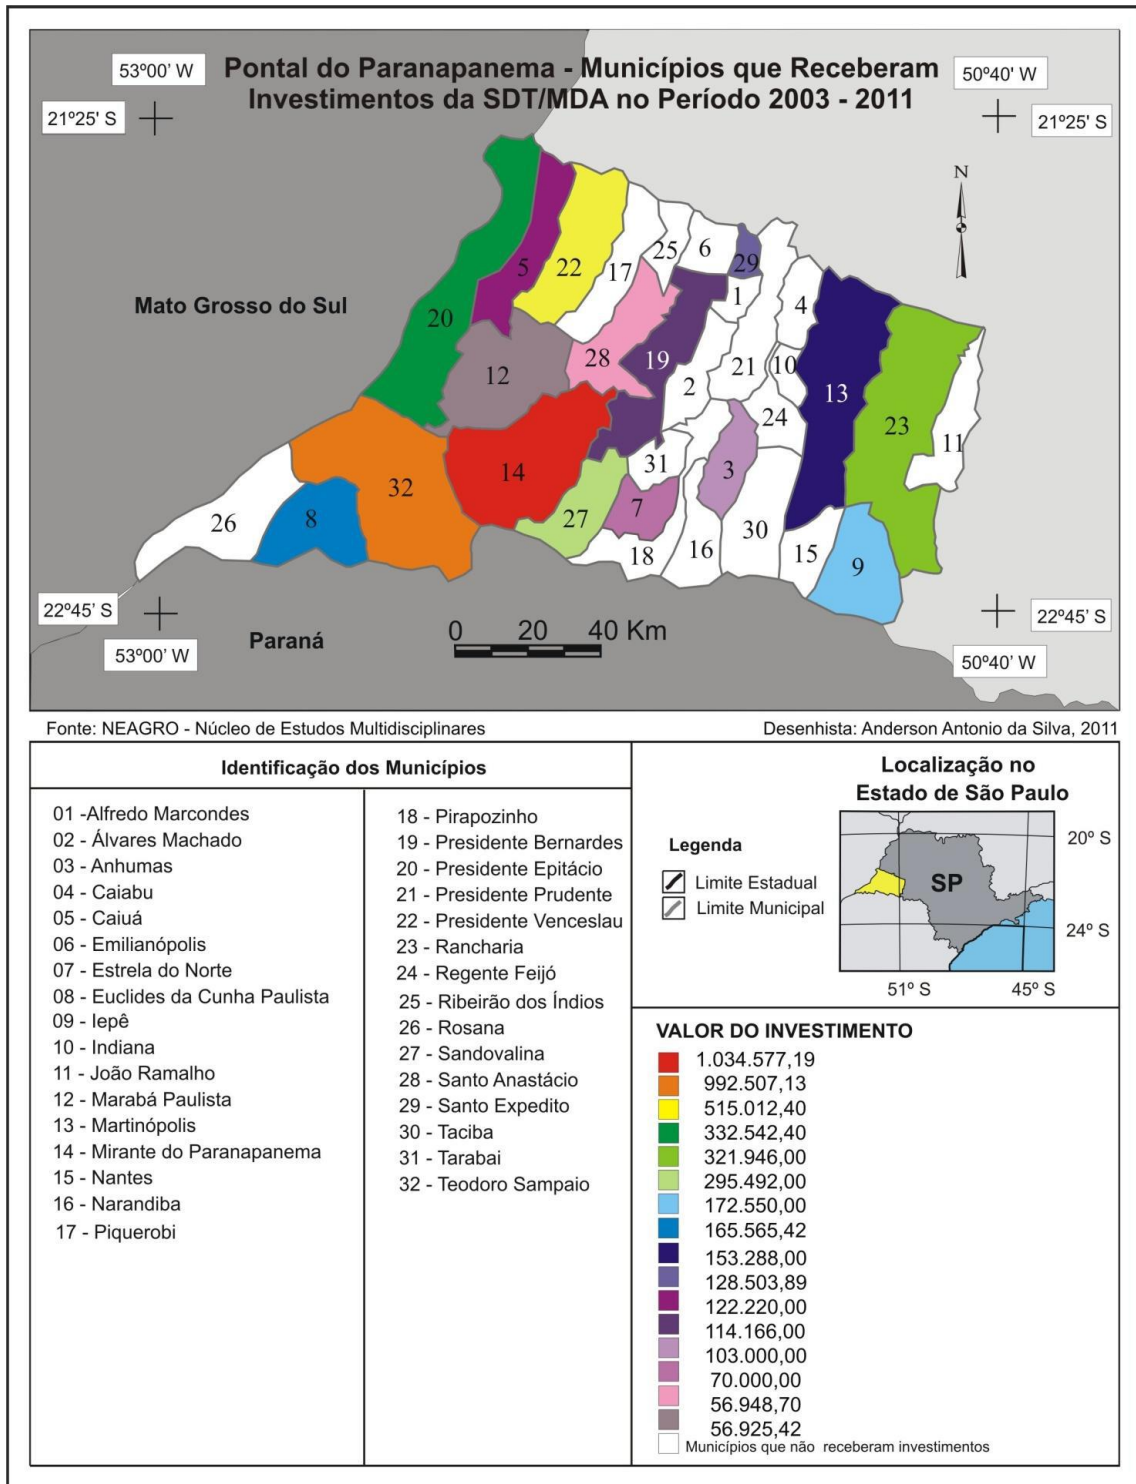 Pontal do Paranapanema - Municípios que Receberam
Investimentos da SDT/MDA no Período 2003 - 2011
53º00' W
50º40' W
21º25' S
21º25' S
N
Mato Grosso do Sul
20
5
22
17
25
6
29
1
4
12
28
19
2
21
10
13
24
23
11
14
31
3
32
26
8
27
7
18
16
30
15
9
22º45' S
22º45' S
53º00' W
50º40' W
Paraná
0 20 40 Km
Fonte: NEAGRO - Núcleo de Estudos Multidisciplinares
Desenhista: Anderson Antonio da Silva, 2011
Identificação dos Municípios
01 -Alfredo Marcondes
02 - Álvares Machado
03 - Anhumas
04 - Caiabu
05 - Caiuá
06 - Emilianópolis
07 - Estrela do Norte
08 - Euclides da Cunha Paulista
09 - Iepê
10 - Indiana
11 - João Ramalho
12 - Marabá Paulista
13 - Martinópolis
14 - Mirante do Paranapanema
15 - Nantes
16 - Narandiba
17 - Piquerobi
18 - Pirapozinho
19 - Presidente Bernardes
20 - Presidente Epitácio
21 - Presidente Prudente
22 - Presidente Venceslau
23 - Rancharia
24 - Regente Feijó
25 - Ribeirão dos Índios
26 - Rosana
27 - Sandovalina
28 - Santo Anastácio
29 - Santo Expedito
30 - Taciba
31 - Tarabai
32 - Teodoro Sampaio
Legenda
Limite Estadual
Limite Municipal
Localização no
Estado de São Paulo
20º S
SP
24º S
51º S
45º S
VALOR DO INVESTIMENTO
1.034.577,19
992.507,13
515.012,40
332.542,40
321.946,00
295.492,00
172.550,00
165.565,42
153.288,00
128.503,89
122.220,00
114.166,00
103.000,00
70.000,00
56.948,70
56.925,42
Municípios que não receberam investimentos